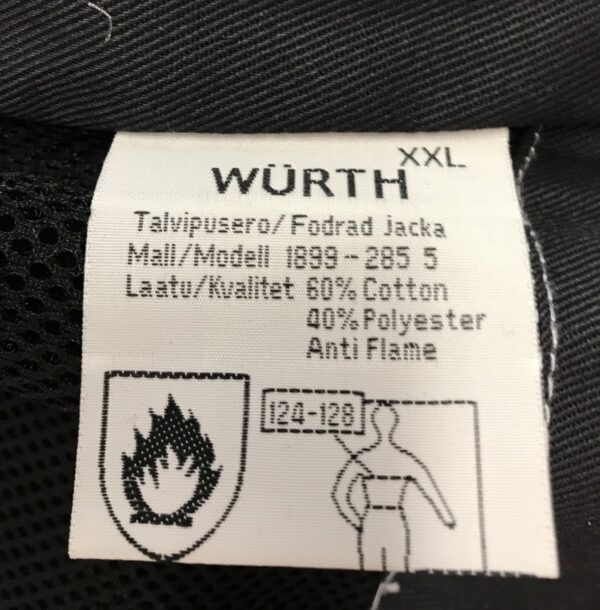 XXL
WÜRTH
Talvipusero/Fodrad Jacka
Mall/Modell 1899-285 5
Laatu/Kvalitet 60% Cotton
40% Polyester
Anti Flame
124-128